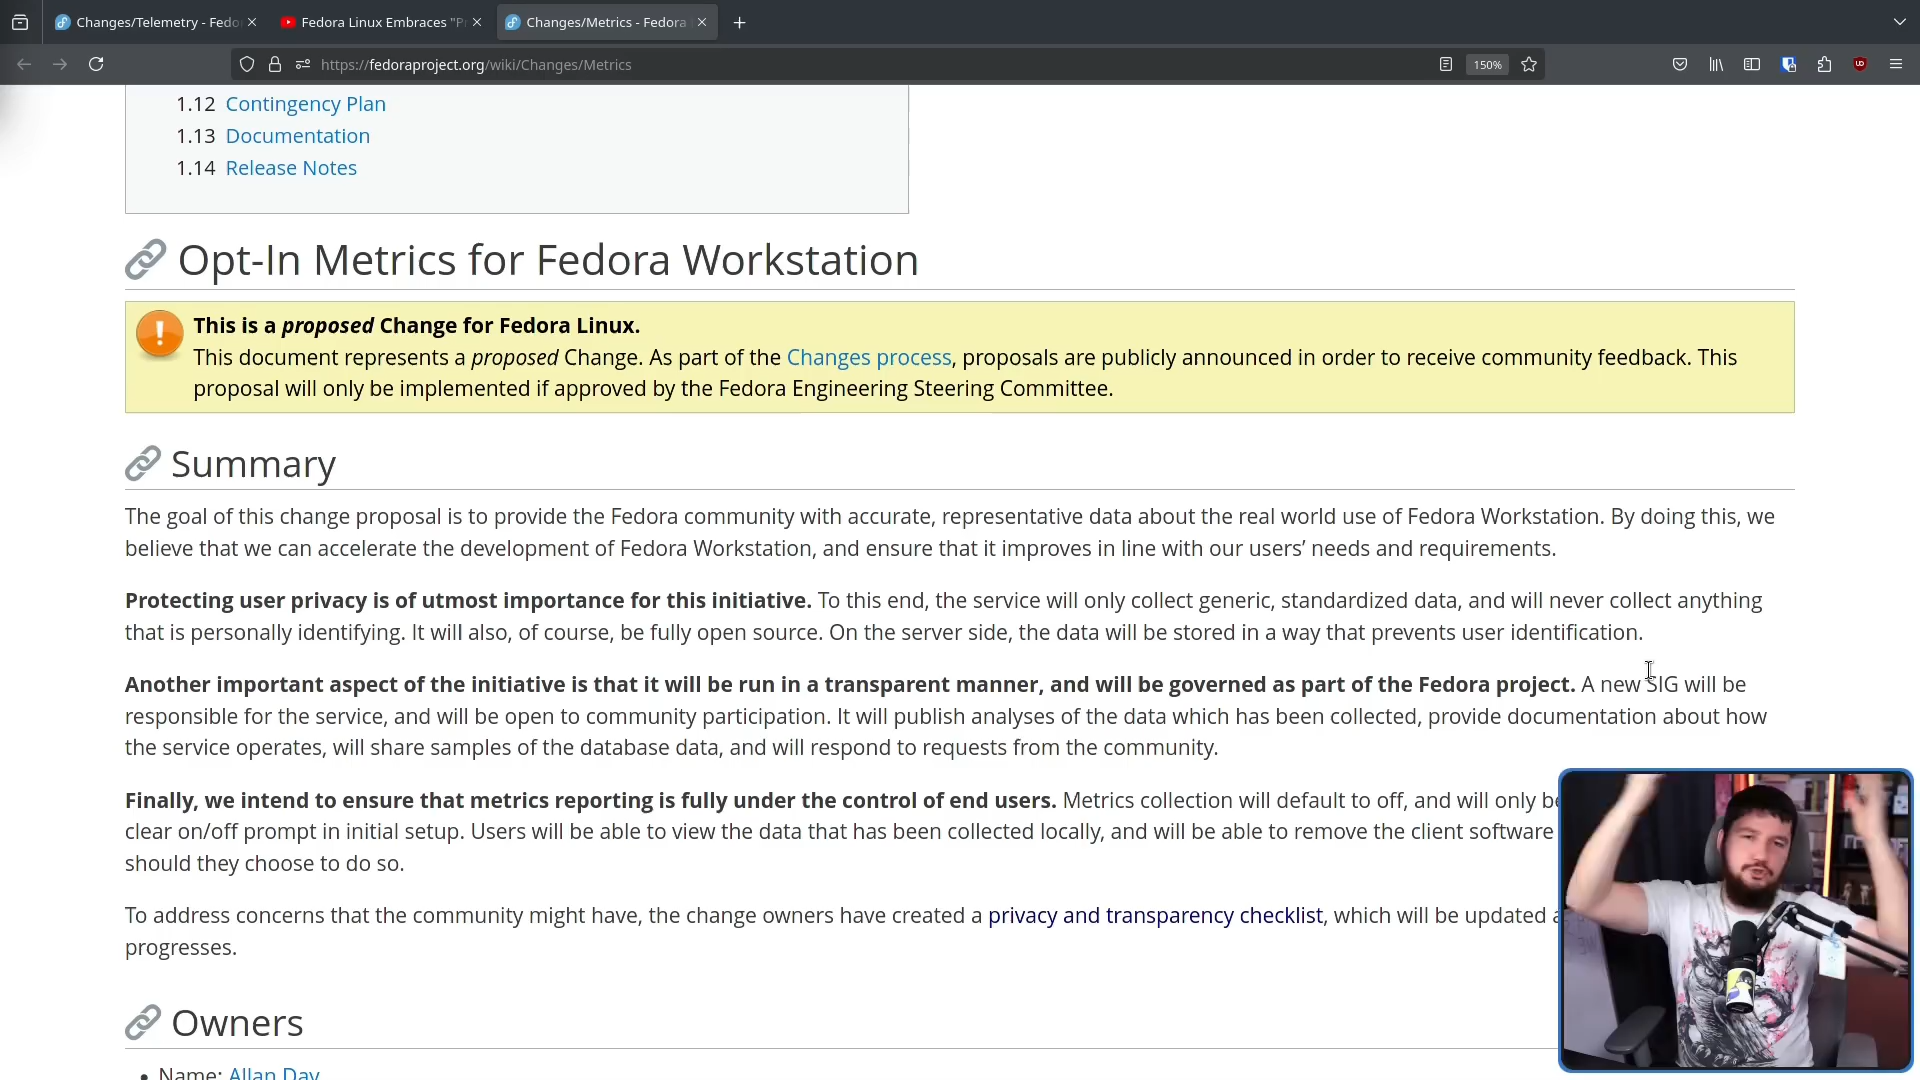 Changes/Telemetry - Fedo
Fedora Linux Embraces "P
Changes/Metrics - Fedora
https://fedoraproject.org/wiki/Changes/Metrics
150%
1.12 Contingency Plan
1.13 Documentation
1.14 Release Notes
Opt-In Metrics for Fedora Workstation
This is a proposed Change for Fedora Linux.
This document represents a proposed Change. As part of the Changes process, proposals are publicly announced in order to receive community feedback. This
proposal will only be implemented if approved by the Fedora Engineering Steering Committee.
Summary
The goal of this change proposal is to provide the Fedora community with accurate, representative data about the real world use of Fedora Workstation. By doing this, we
believe that we can accelerate the development of Fedora Workstation, and ensure that it improves in line with our users’ needs and requirements.
Protecting user privacy is of utmost importance for this initiative. To this end, the service will only collect generic, standardized data, and will never collect anything
that is personally identifying. It will also, of course, be fully open source. On the server side, the data will be stored in a way that prevents user identification.
Another important aspect of the initiative is that it will be run in a transparent manner, and will be governed as part of the Fedora project. A new SIG will be
responsible for the service, and will be open to community participation. It will publish analyses of the data which has been collected, provide documentation about how
the service operates, will share samples of the database data, and will respond to requests from the community.
Finally, we intend to ensure that metrics reporting is fully under the control of end users. Metrics collection will default to off, and will only be
clear on/off prompt in initial setup. Users will be able to view the data that has been collected locally, and will be able to remove the client software
should they choose to do so.
To address concerns that the community might have, the change owners have created a privacy and transparency checklist, which will be updated
progresses.
Owners
Name: Allan Day